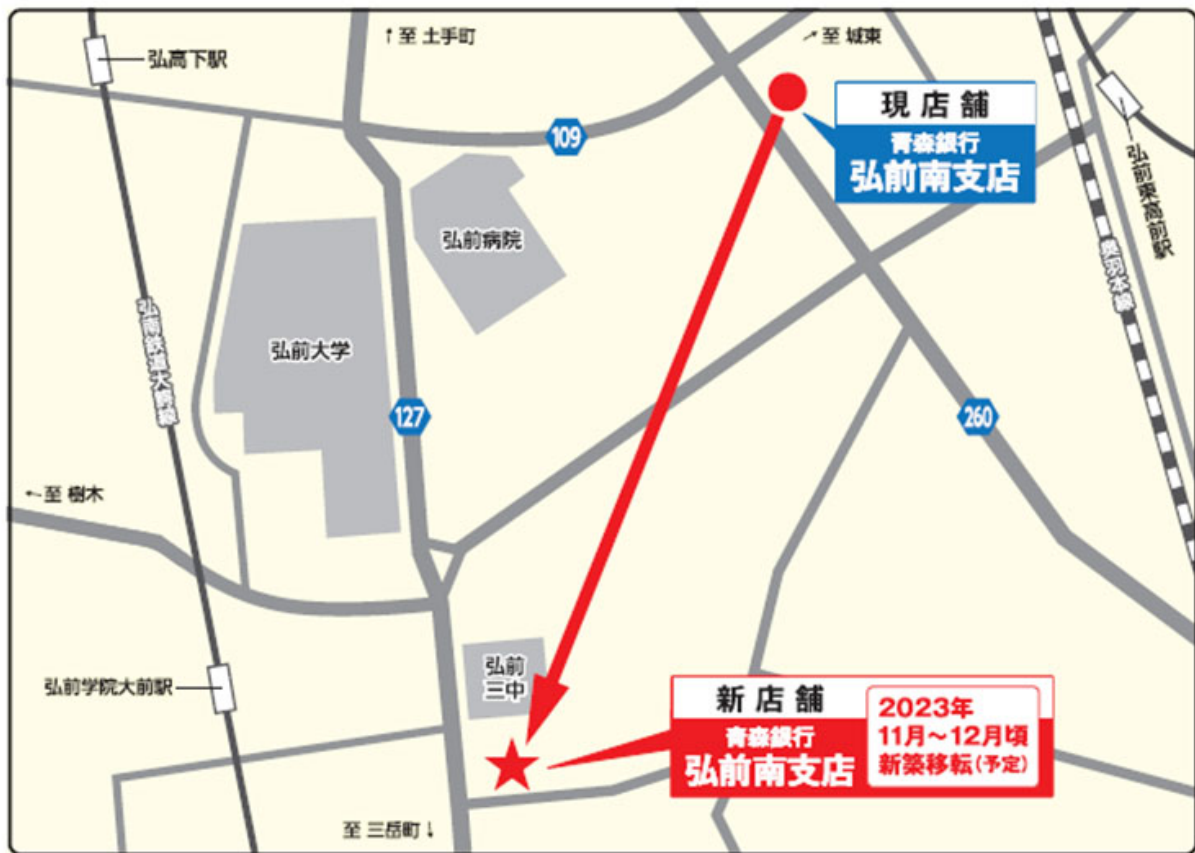 ↑至 土手町
↗至 城東
弘高下駅
現店舗
青森銀行
弘前南支店
109
弘前東高前駅
弘前病院
奥羽本線
弘南鉄道大鰐線
弘前大学
127
260
←至 樹木
弘前
三中
弘前学院大前駅
新店舗
青森銀行
弘前南支店
2023年
11月~12月頃
新築移転(予定)
至 三岳町↓